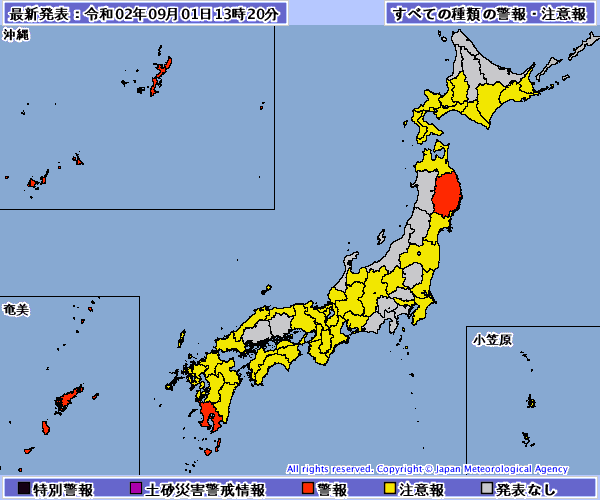 最新発表：令和02年09月01日13時20分
すべての種類の警報・注意報
沖縄
奄美
小笠原
All rights reserved. Copyright © Japan Meteorological Agency
特別警報 土砂災害警戒情報 警報 注意報 発表なし